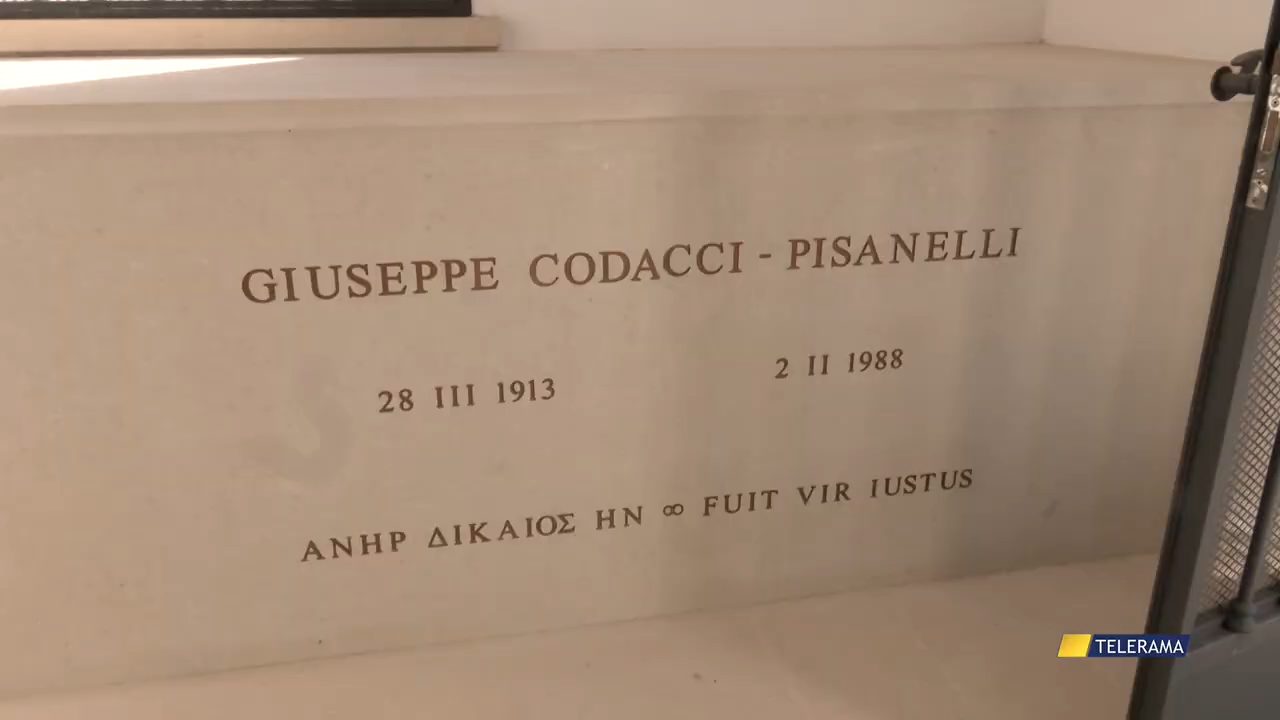 GIUSEPPE CODACCI - PISANELLI
28 III 1913 2 II 1988
ΑΝΗΡ ΔΙΚΑΙΟΣ ΗΝ ∞ FUIT VIR IUSTUS
TELERAMA